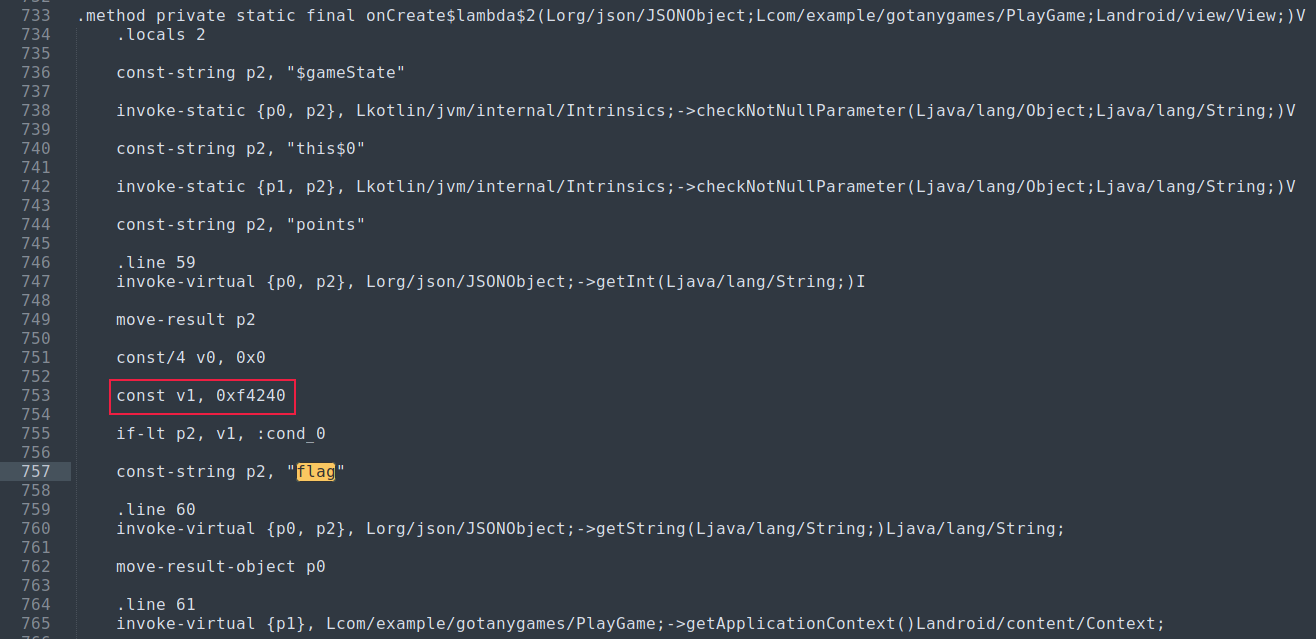 733 .method private static final onCreate$lambda$2(Lorg/json/JSONObject;Lcom/example/gotanygames/PlayGame;Landroid/view/View;)V
734 .locals 2
735
736 const-string p2, "$gameState"
737
738 invoke-static {p0, p2}, Lkotlin/jvm/internal/Intrinsics;->checkNotNullParameter(Ljava/lang/Object;Ljava/lang/String;)V
739
740 const-string p2, "this$0"
741
742 invoke-static {p1, p2}, Lkotlin/jvm/internal/Intrinsics;->checkNotNullParameter(Ljava/lang/Object;Ljava/lang/String;)V
743
744 const-string p2, "points"
745
746 .line 59
747 invoke-virtual {p0, p2}, Lorg/json/JSONObject;->getInt(Ljava/lang/String;)I
748
749 move-result p2
750
751 const/4 v0, 0x0
752
753 const v1, 0xf4240
754
755 if-lt p2, v1, :cond_0
756
757 const-string p2, "flag"
758
759 .line 60
760 invoke-virtual {p0, p2}, Lorg/json/JSONObject;->getString(Ljava/lang/String;)Ljava/lang/String;
761
762 move-result-object p0
763
764 .line 61
765 invoke-virtual {p1}, Lcom/example/gotanygames/PlayGame;->getApplicationContext()Landroid/content/Context;